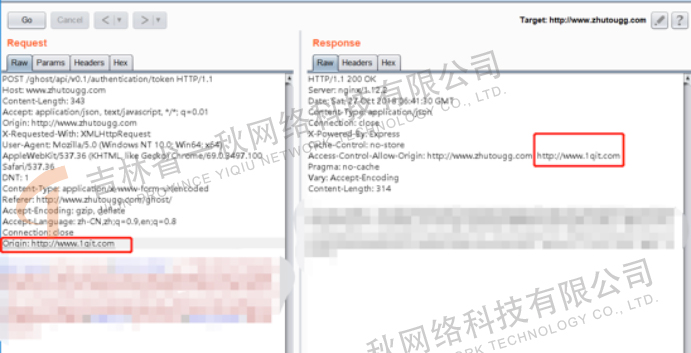 Go
Cancel
< | ▼
> | ▼
Target: http://www.zhutougg.com
?
Request
Raw Params Headers Hex
POST /ghost/api/v0.1/authentication/token HTTP/1.1
Host: www.zhutougg.com
Content-Length: 343
Accept: application/json, text/javascript, */*; q=0.01
Origin: http://www.zhutougg.com
X-Requested-With: XMLHttpRequest
User-Agent: Mozilla/5.0 (Windows NT 10.0; Win64; x64)
AppleWebKit/537.36 (KHTML, like Gecko) Chrome/69.0.3497.100
Safari/537.36
DNT: 1
Content-Type: application/x-www-form-urlencoded
Referer: http://www.zhutougg.com/ghost/
Accept-Encoding: gzip, deflate
Accept-Language: zh-CN,zh;q=0.9,en;q=0.8
Connection: close
Origin: http://www.1qit.com
Response
Raw Headers Hex
HTTP/1.1 200 OK
Server: nginx/1.12.2
Date: Sat, 27 Oct 2018 06:41:30 GMT
Content-Type: application/json
Connection: close
X-Powered-By: Express
Cache-Control: no-store
Access-Control-Allow-Origin: http://www.zhutougg.com, http://www.1qit.com
Pragma: no-cache
Vary: Accept-Encoding
Content-Length: 314
吉林省一秋网络科技有限公司
JILIN PROVINCE YIQIU NETWORK TECHNOLOGY CO., LTD.
秋网络科技有限公司
RK TECHNOLOGY CO., LTD.